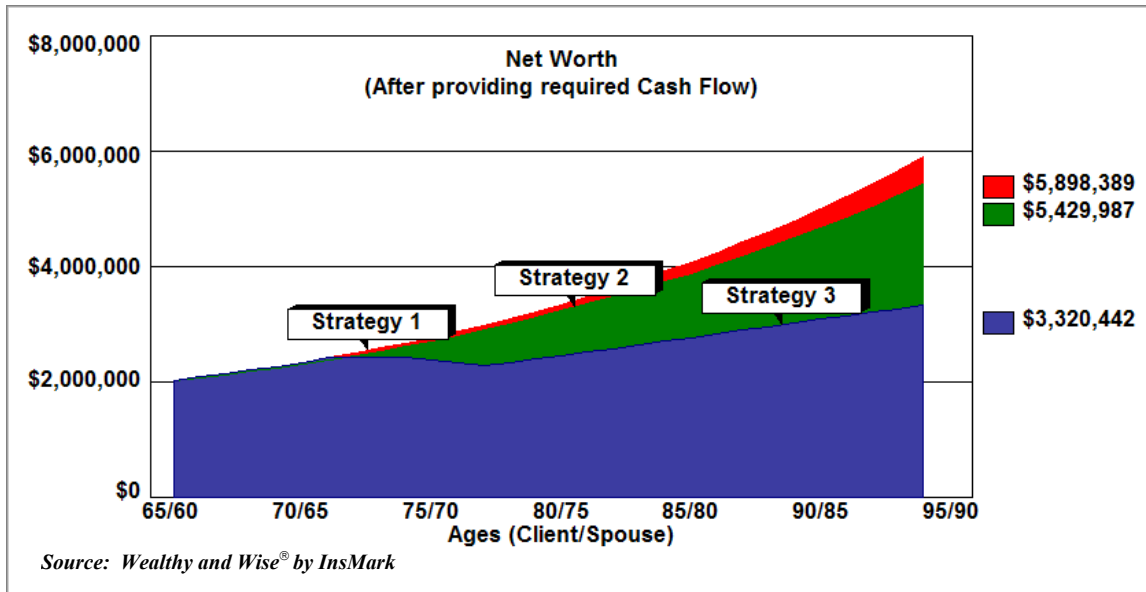 Net Worth
(After providing required Cash Flow)
$8,000,000
$6,000,000
$4,000,000
$2,000,000
$0
Strategy 1
Strategy 2
Strategy 3
$5,898,389
$5,429,987
$3,320,442
65/60 70/65 75/70 80/75 85/80 90/85 95/90
Ages (Client/Spouse)
Source: Wealthy and Wise® by InsMark